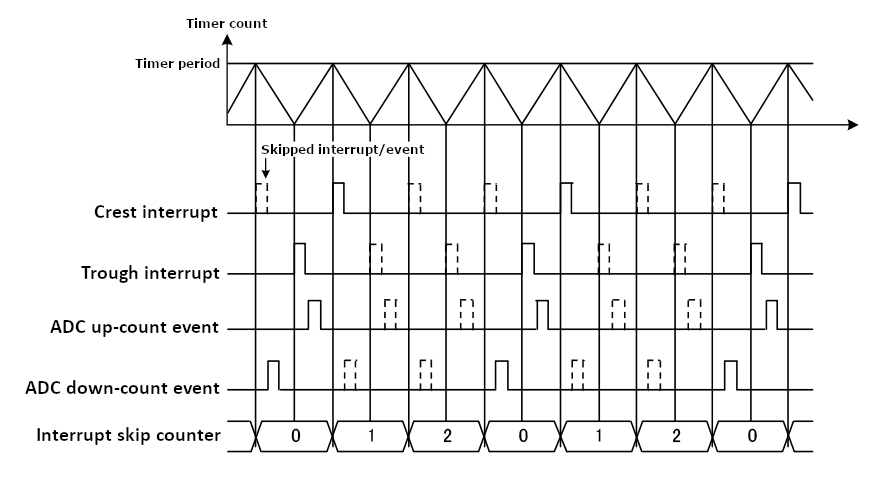 Timer count
Timer period
Skipped interrupt/event
Crest interrupt
Trough interrupt
ADC up-count event
ADC down-count event
Interrupt skip counter 0 1 2 0 1 2 0